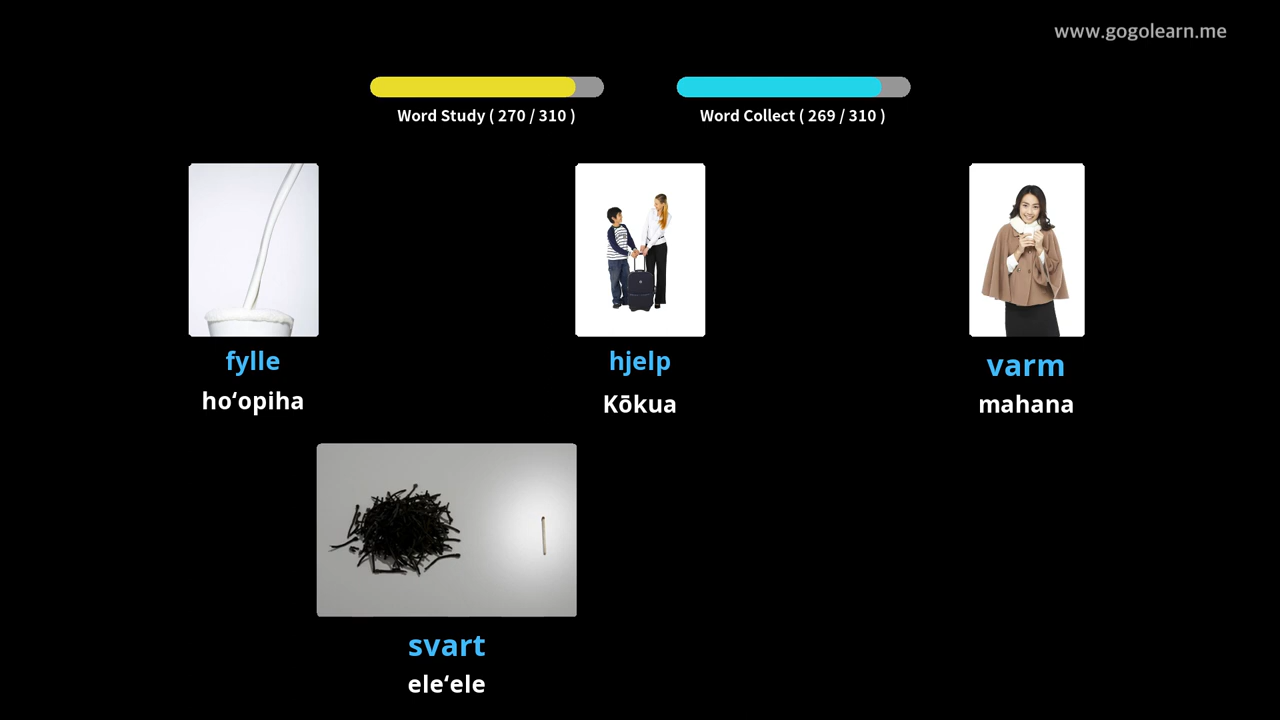 www.gogolearn.me
Word Study ( 270 / 310 )
Word Collect ( 269 / 310 )
fylle
hoʻopiha
hjelp
Kōkua
varm
mahana
svart
eleʻele